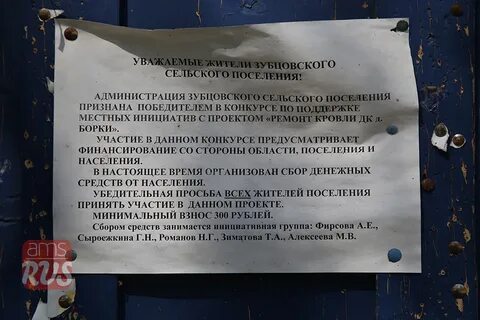 УВАЖАЕМЫЕ ЖИТЕЛИ ЗУБЦОВСКОГО
СЕЛЬСКОГО ПОСЕЛЕНИЯ!
АДМИНИСТРАЦИЯ ЗУБЦОВСКОГО СЕЛЬСКОГО ПОСЕЛЕНИЯ
ПРИЗНАНА ПОБЕДИТЕЛЕМ В КОНКУРСЕ ПО ПОДДЕРЖКЕ
МЕСТНЫХ ИНИЦИАТИВ С ПРОЕКТОМ «РЕМОНТ КРОВЛИ ДК д.
БОРКИ».
УЧАСТИЕ В ДАННОМ КОНКУРСЕ ПРЕДУСМАТРИВАЕТ
ФИНАНСИРОВАНИЕ СО СТОРОНЫ ОБЛАСТИ, ПОСЕЛЕНИЯ И
НАСЕЛЕНИЯ.
В НАСТОЯЩЕЕ ВРЕМЯ ОРГАНИЗОВАН СБОР ДЕНЕЖНЫХ
СРЕДСТВ ОТ НАСЕЛЕНИЯ.
УБЕДИТЕЛЬНАЯ ПРОСЬБА ВСЕХ ЖИТЕЛЕЙ ПОСЕЛЕНИЯ
ПРИНЯТЬ УЧАСТИЕ В ДАННОМ ПРОЕКТЕ.
МИНИМАЛЬНЫЙ ВЗНОС 300 РУБЛЕЙ.
Сбором средств занимается инициативная группа: Фирсова А.Е.,
Сыроежкина Г.Н., Романов Н.Г., Зиматова Т.А., Алексеева М.В.
ams
RUS